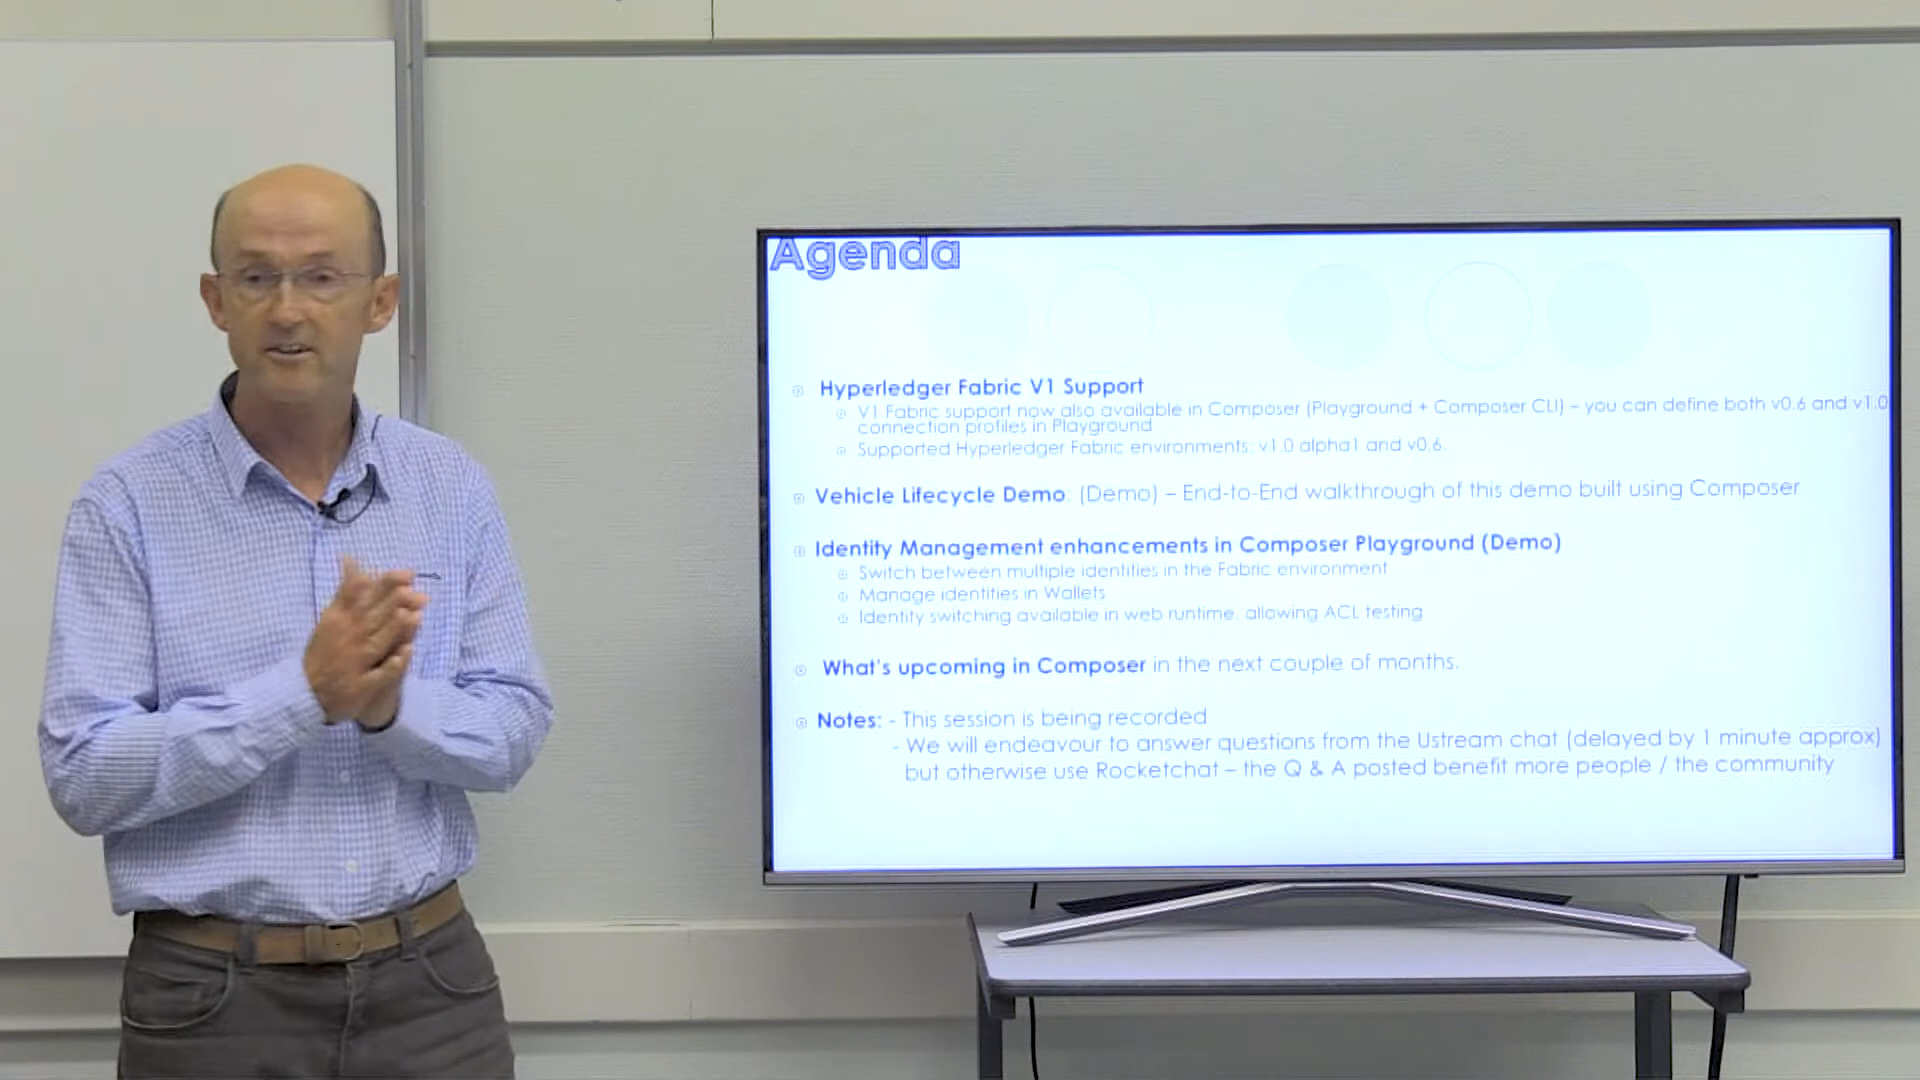 Agenda
Hyperledger Fabric V1 Support
V1 Fabric support now also available in Composer (Playground + Composer CLI) – you can define both v0.6 and v1.0
connection profiles in Playground
Supported Hyperledger Fabric environments: v1.0 alpha1 and v0.6.
Vehicle Lifecycle Demo: (Demo) – End-to-End walkthrough of this demo built using Composer
Identity Management enhancements in Composer Playground (Demo)
Switch between multiple identities in the Fabric environment
Manage identities in Wallets
Identity switching available in web runtime, allowing ACL testing
What's upcoming in Composer in the next couple of months.
Notes: - This session is being recorded
- We will endeavour to answer questions from the Ustream chat (delayed by 1 minute approx)
but otherwise use Rocketchat – the Q & A posted benefit more people / the community